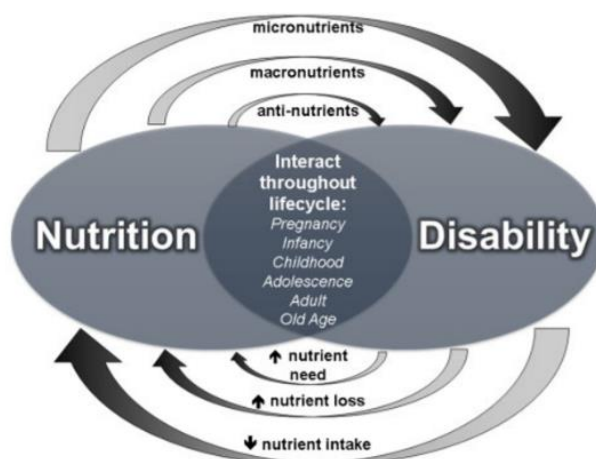 micronutrients
macronutrients
anti-nutrients
Interact
throughout
lifecycle:
Pregnancy
Infancy
Childhood
Adolescence
Adult
Old Age
Nutrition
Disability
↑ nutrient
need
↑ nutrient loss
↓ nutrient intake